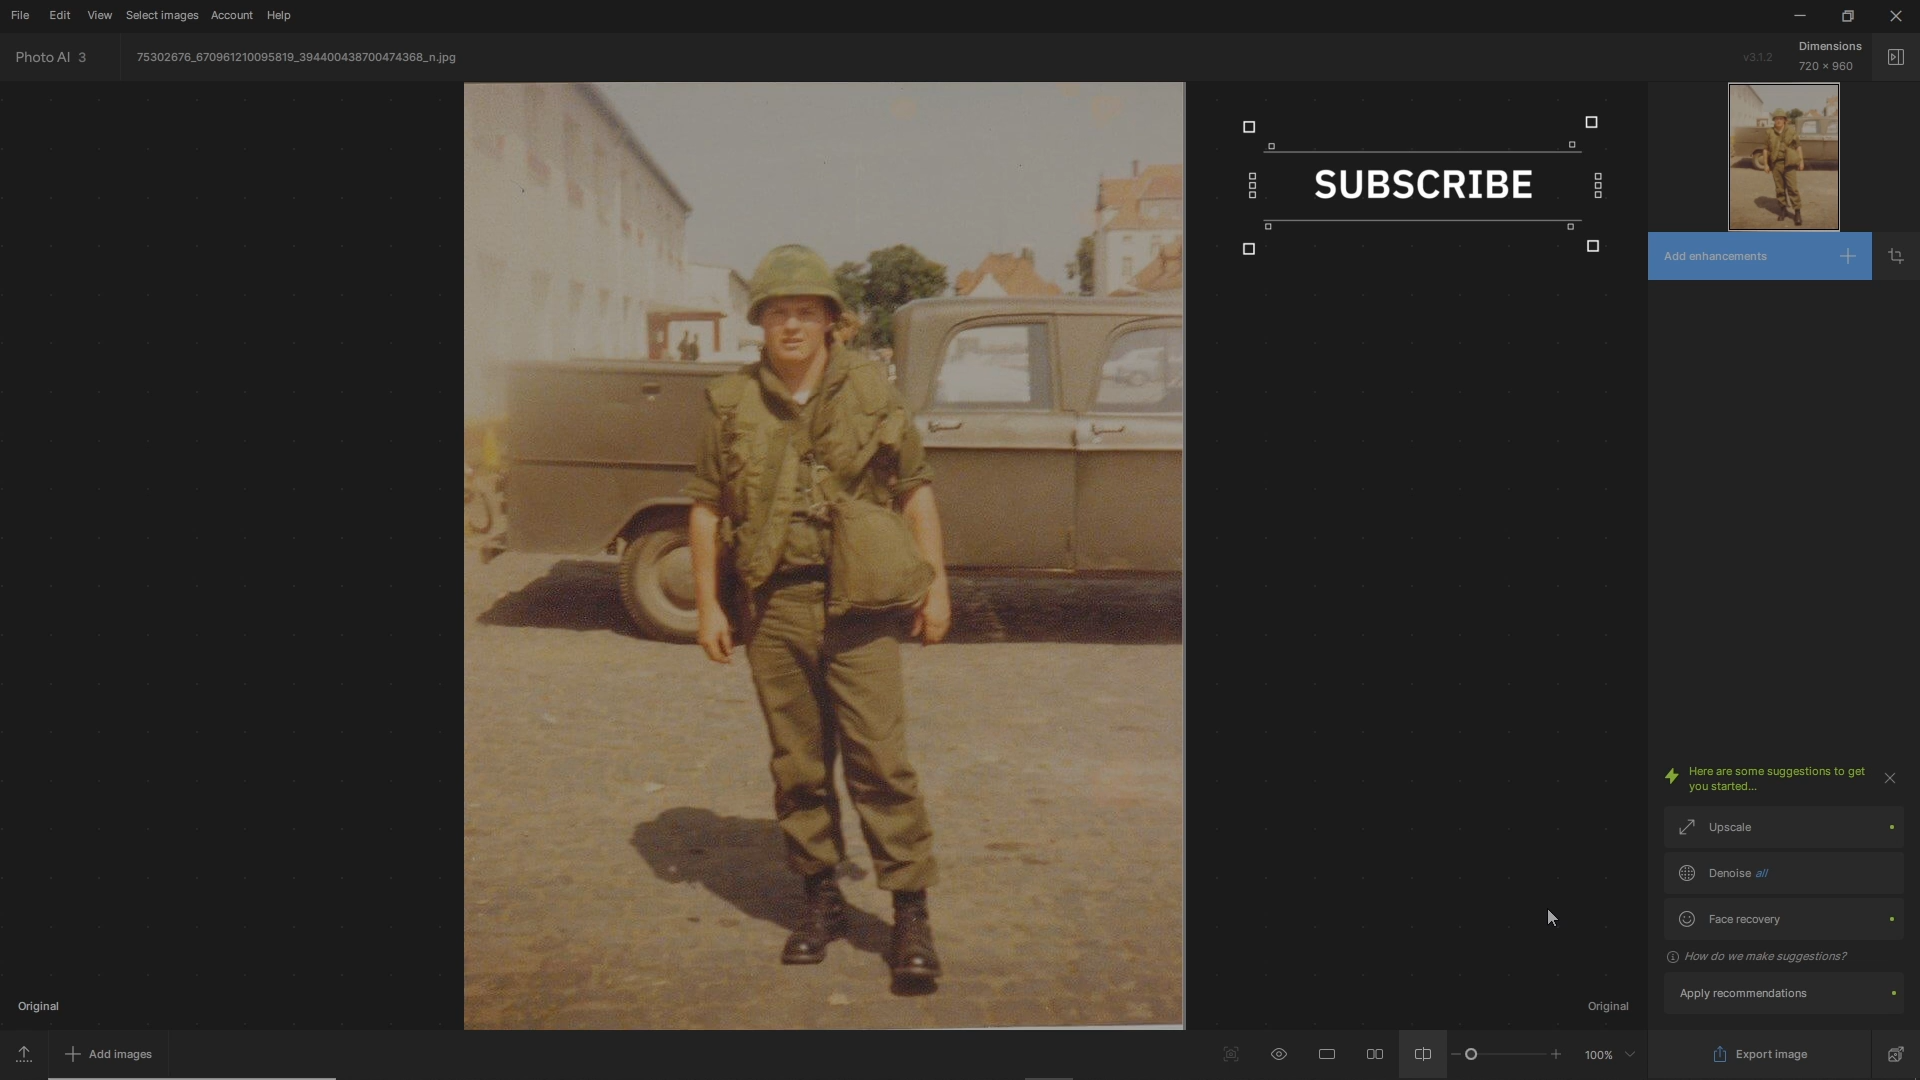 File Edit View Select images Account Help
Photo AI 3
75302676_670961210095819_394400438700474368_n.jpg
v3.1.2
Dimensions
720 × 960
SUBSCRIBE
Add enhancements
Here are some suggestions to get
you started...
Upscale
Denoise all
Face recovery
How do we make suggestions?
Apply recommendations
Original
Original
Add images
100%
Export image